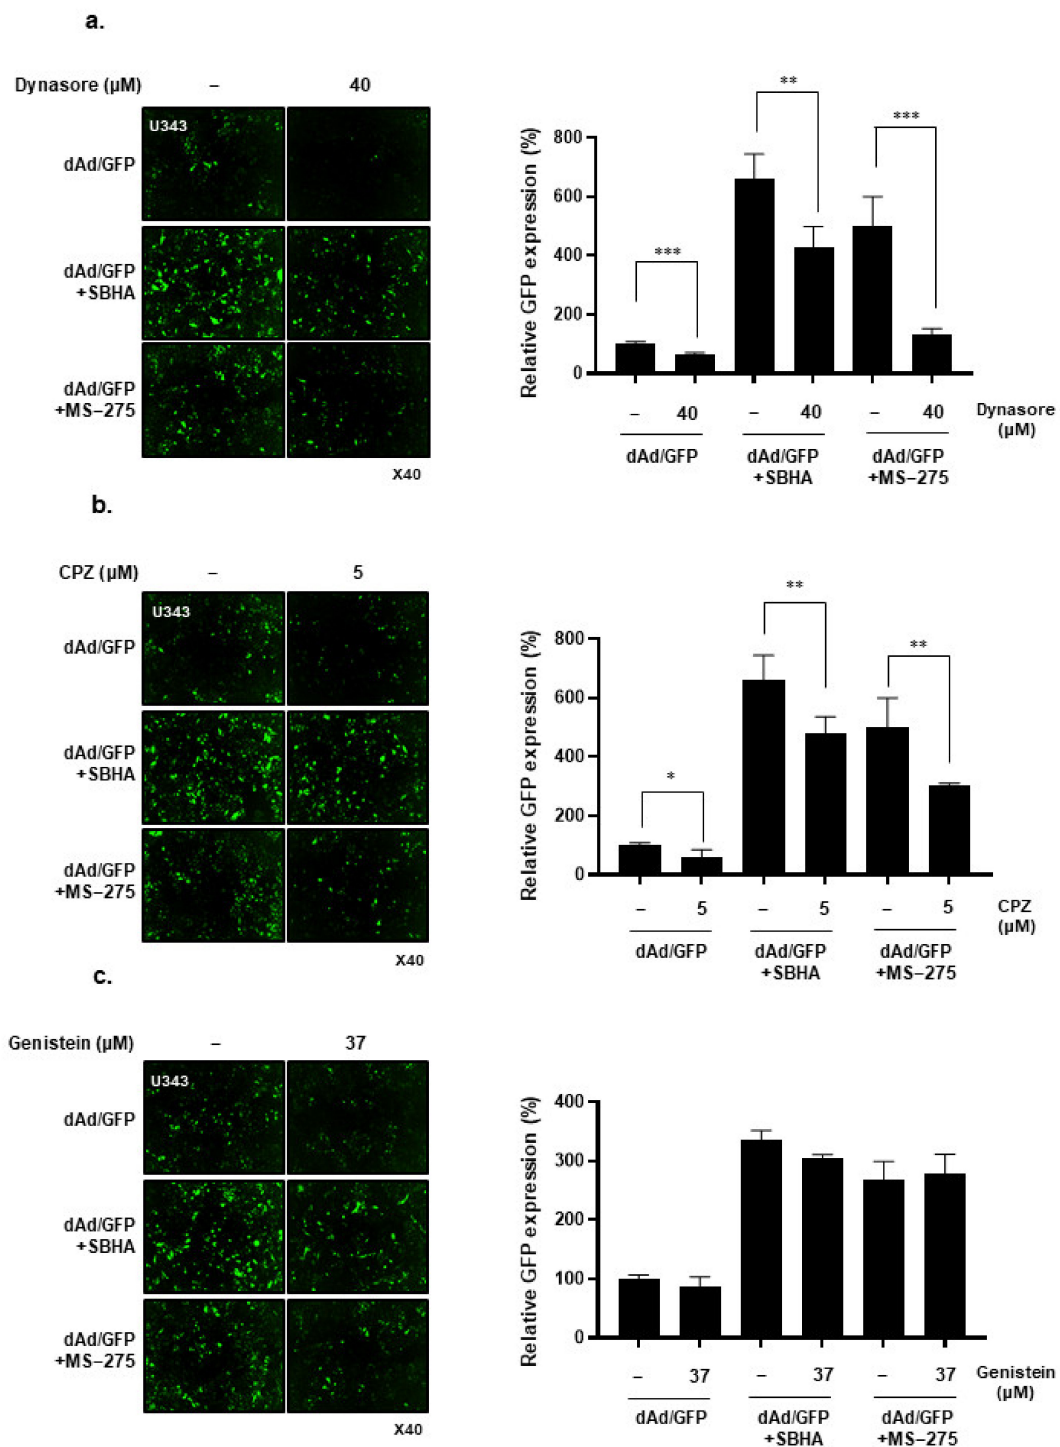 a.
Dynasore (μM)
–
40
U343
dAd/GFP
dAd/GFP
+SBHA
dAd/GFP
+MS–275
X40
Relative GFP expression (%)
800
600
400
200
0
***
**
***
– 40 – 40 – 40
Dynasore
(μM)
dAd/GFP
dAd/GFP
+SBHA
dAd/GFP
+MS–275
b.
CPZ (μM)
–
5
U343
dAd/GFP
dAd/GFP
+SBHA
dAd/GFP
+MS–275
X40
Relative GFP expression (%)
800
600
400
200
0
*
**
**
– 5 – 5 – 5
CPZ
(μM)
dAd/GFP
dAd/GFP
+SBHA
dAd/GFP
+MS–275
c.
Genistein (μM)
–
37
U343
dAd/GFP
dAd/GFP
+SBHA
dAd/GFP
+MS–275
X40
Relative GFP expression (%)
400
300
200
100
0
– 37 – 37 – 37
Genistein
(μM)
dAd/GFP
dAd/GFP
+SBHA
dAd/GFP
+MS–275